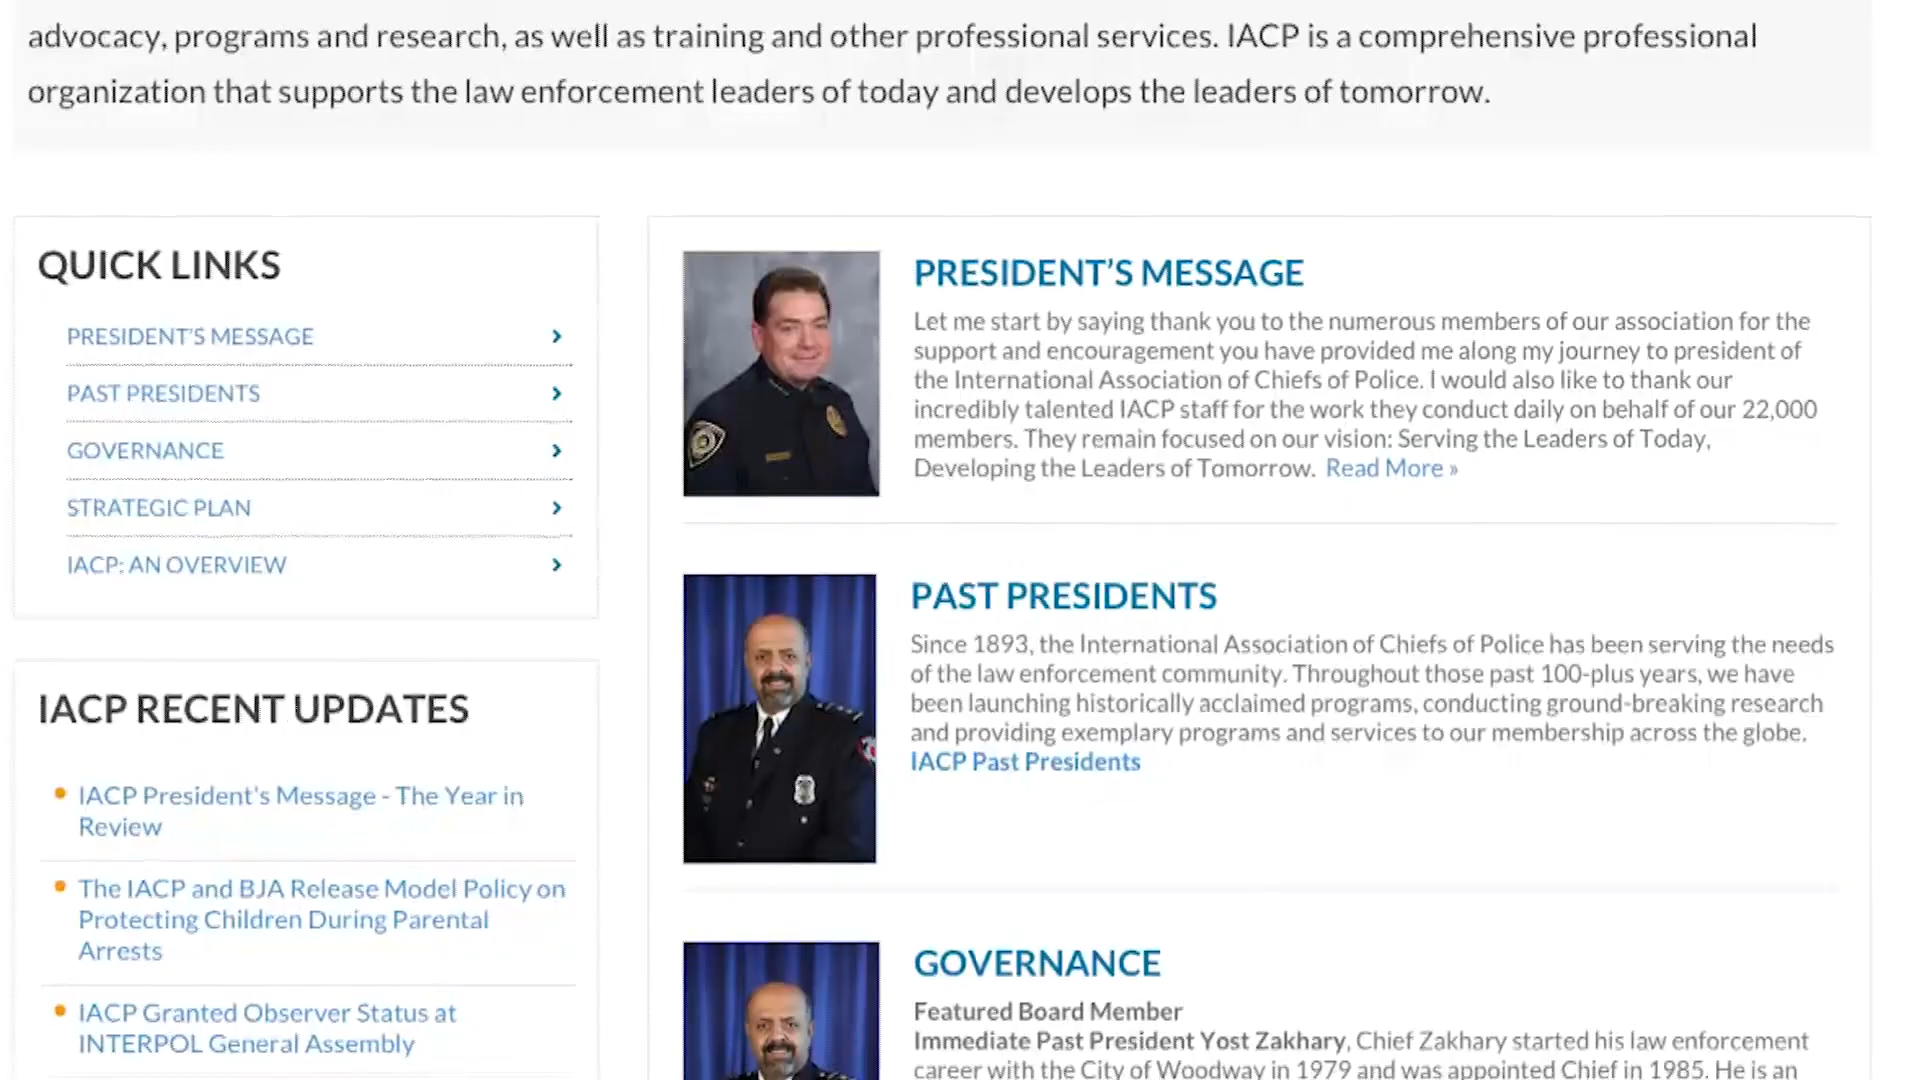 advocacy, programs and research, as well as training and other professional services. IACP is a comprehensive professional
organization that supports the law enforcement leaders of today and develops the leaders of tomorrow.
QUICK LINKS
PRESIDENT'S MESSAGE
PAST PRESIDENTS
GOVERNANCE
STRATEGIC PLAN
IACP: AN OVERVIEW
IACP RECENT UPDATES
IACP President's Message - The Year in
Review
The IACP and BJA Release Model Policy on
Protecting Children During Parental
Arrests
IACP Granted Observer Status at
INTERPOL General Assembly
PRESIDENT'S MESSAGE
Let me start by saying thank you to the numerous members of our association for the
support and encouragement you have provided me along my journey to president of
the International Association of Chiefs of Police. I would also like to thank our
incredibly talented IACP staff for the work they conduct daily on behalf of our 22,000
members. They remain focused on our vision: Serving the Leaders of Today,
Developing the Leaders of Tomorrow. Read More »
PAST PRESIDENTS
Since 1893, the International Association of Chiefs of Police has been serving the needs
of the law enforcement community. Throughout those past 100-plus years, we have
been launching historically acclaimed programs, conducting ground-breaking research
and providing exemplary programs and services to our membership across the globe.
IACP Past Presidents
GOVERNANCE
Featured Board Member
Immediate Past President Yost Zakhary, Chief Zakhary started his law enforcement
career with the City of Woodway in 1979 and was appointed Chief in 1985. He is an